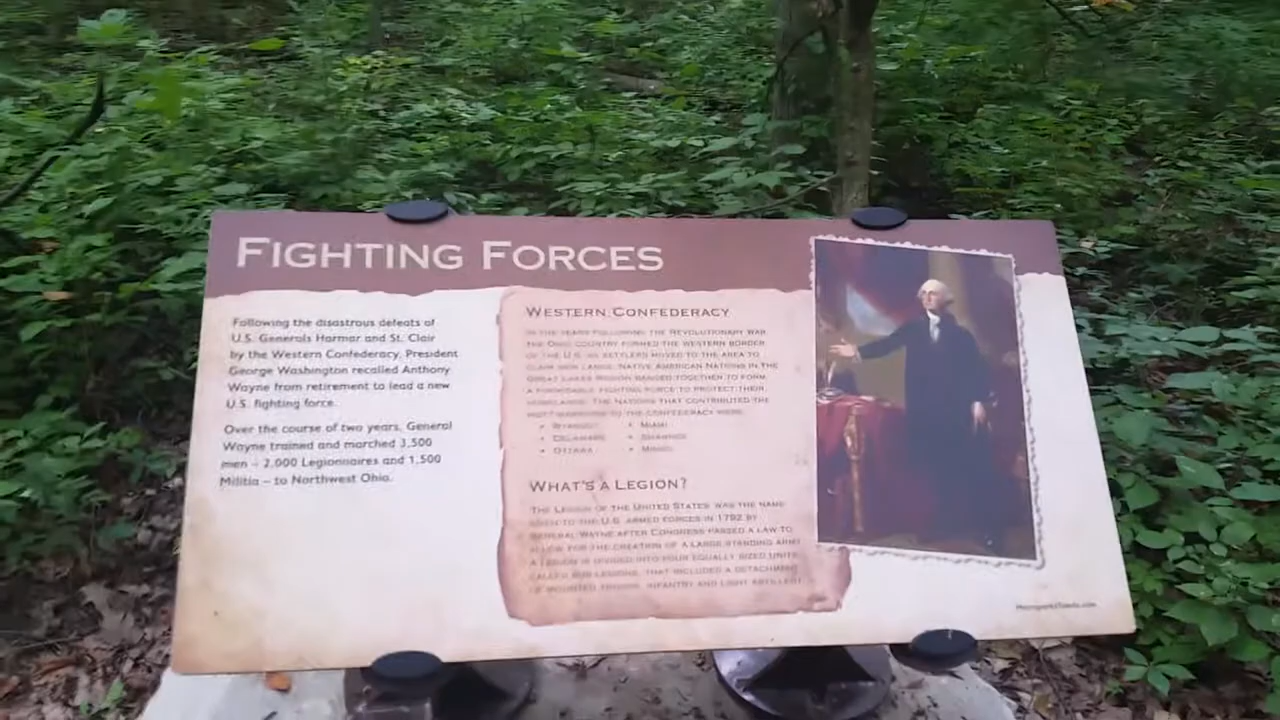 FIGHTING FORCES
Following the disastrous defeats of
U.S. Generals Harmar and St. Clair
by the Western Confederacy, President
George Washington recalled Anthony
Wayne from retirement to lead a new
U.S. fighting force.
Over the course of two years, General
Wayne trained and marched 3,500
men – 2,000 Legionnaires and 1,500
Militia – to Northwest Ohio.
WESTERN CONFEDERACY
IN THE YEARS FOLLOWING THE REVOLUTIONARY WAR
THE OHIO COUNTRY FORMED THE WESTERN BORDER
OF THE U.S. AS SETTLERS MOVED TO THE AREA TO
CLAIM NEW LANDS, NATIVE AMERICAN NATIONS IN THE
GREAT LAKES REGION BANDED TOGETHER TO FORM
A FORMIDABLE FIGHTING FORCE TO PROTECT THEIR
HOMELANDS. THE NATIONS THAT CONTRIBUTED THE
MOST WARRIORS TO THE CONFEDERACY WERE:
• WYANDOT • MIAMI
• DELAWARE • SHAWNEE
• OTTAWA • MINGO
WHAT'S A LEGION?
THE LEGION OF THE UNITED STATES WAS THE NAME
GIVEN TO THE U.S. ARMED FORCES IN 1792 BY
GENERAL WAYNE AFTER CONGRESS PASSED A LAW TO
ALLOW FOR THE CREATION OF A LARGE STANDING ARMY.
A LEGION IS DIVIDED INTO FOUR EQUALLY SIZED UNITS
CALLED SUB-LEGIONS, THAT INCLUDED A DETACHMENT
OF MOUNTED TROOPS, INFANTRY AND LIGHT ARTILLERY.
MetroparksToledo.com